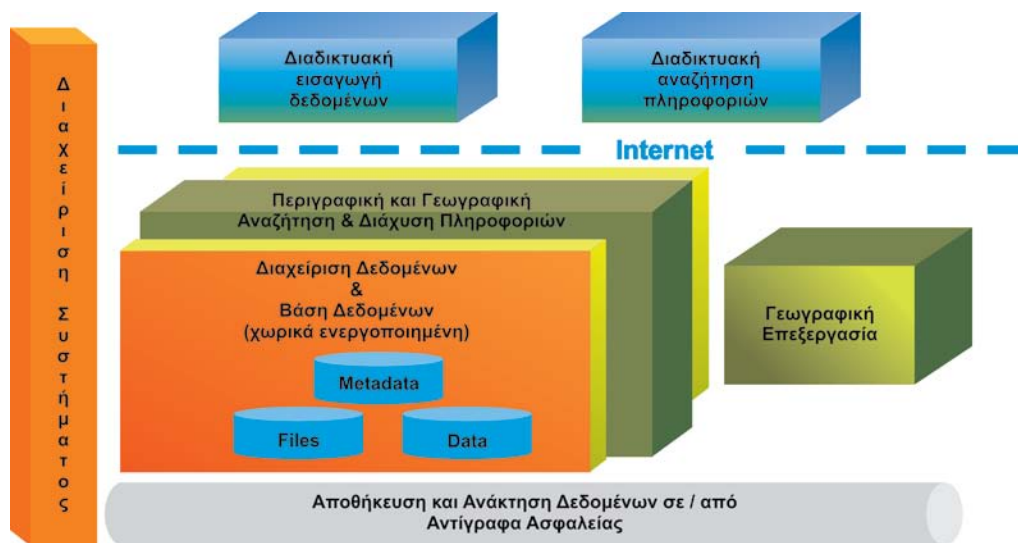 Διαχείριση Συστήματος
Διαδικτυακή
εισαγωγή
δεδομένων
Διαδικτυακή
αναζήτηση
πληροφοριών
Internet
Περιγραφική και Γεωγραφική
Αναζήτηση & Διάχυση Πληροφοριών
Διαχείριση Δεδομένων
&
Βάση Δεδομένων
(χωρικά ενεργοποιημένη)
Metadata
Files
Data
Γεωγραφική
Επεξεργασία
Αποθήκευση και Ανάκτηση Δεδομένων σε / από
Αντίγραφα Ασφαλείας